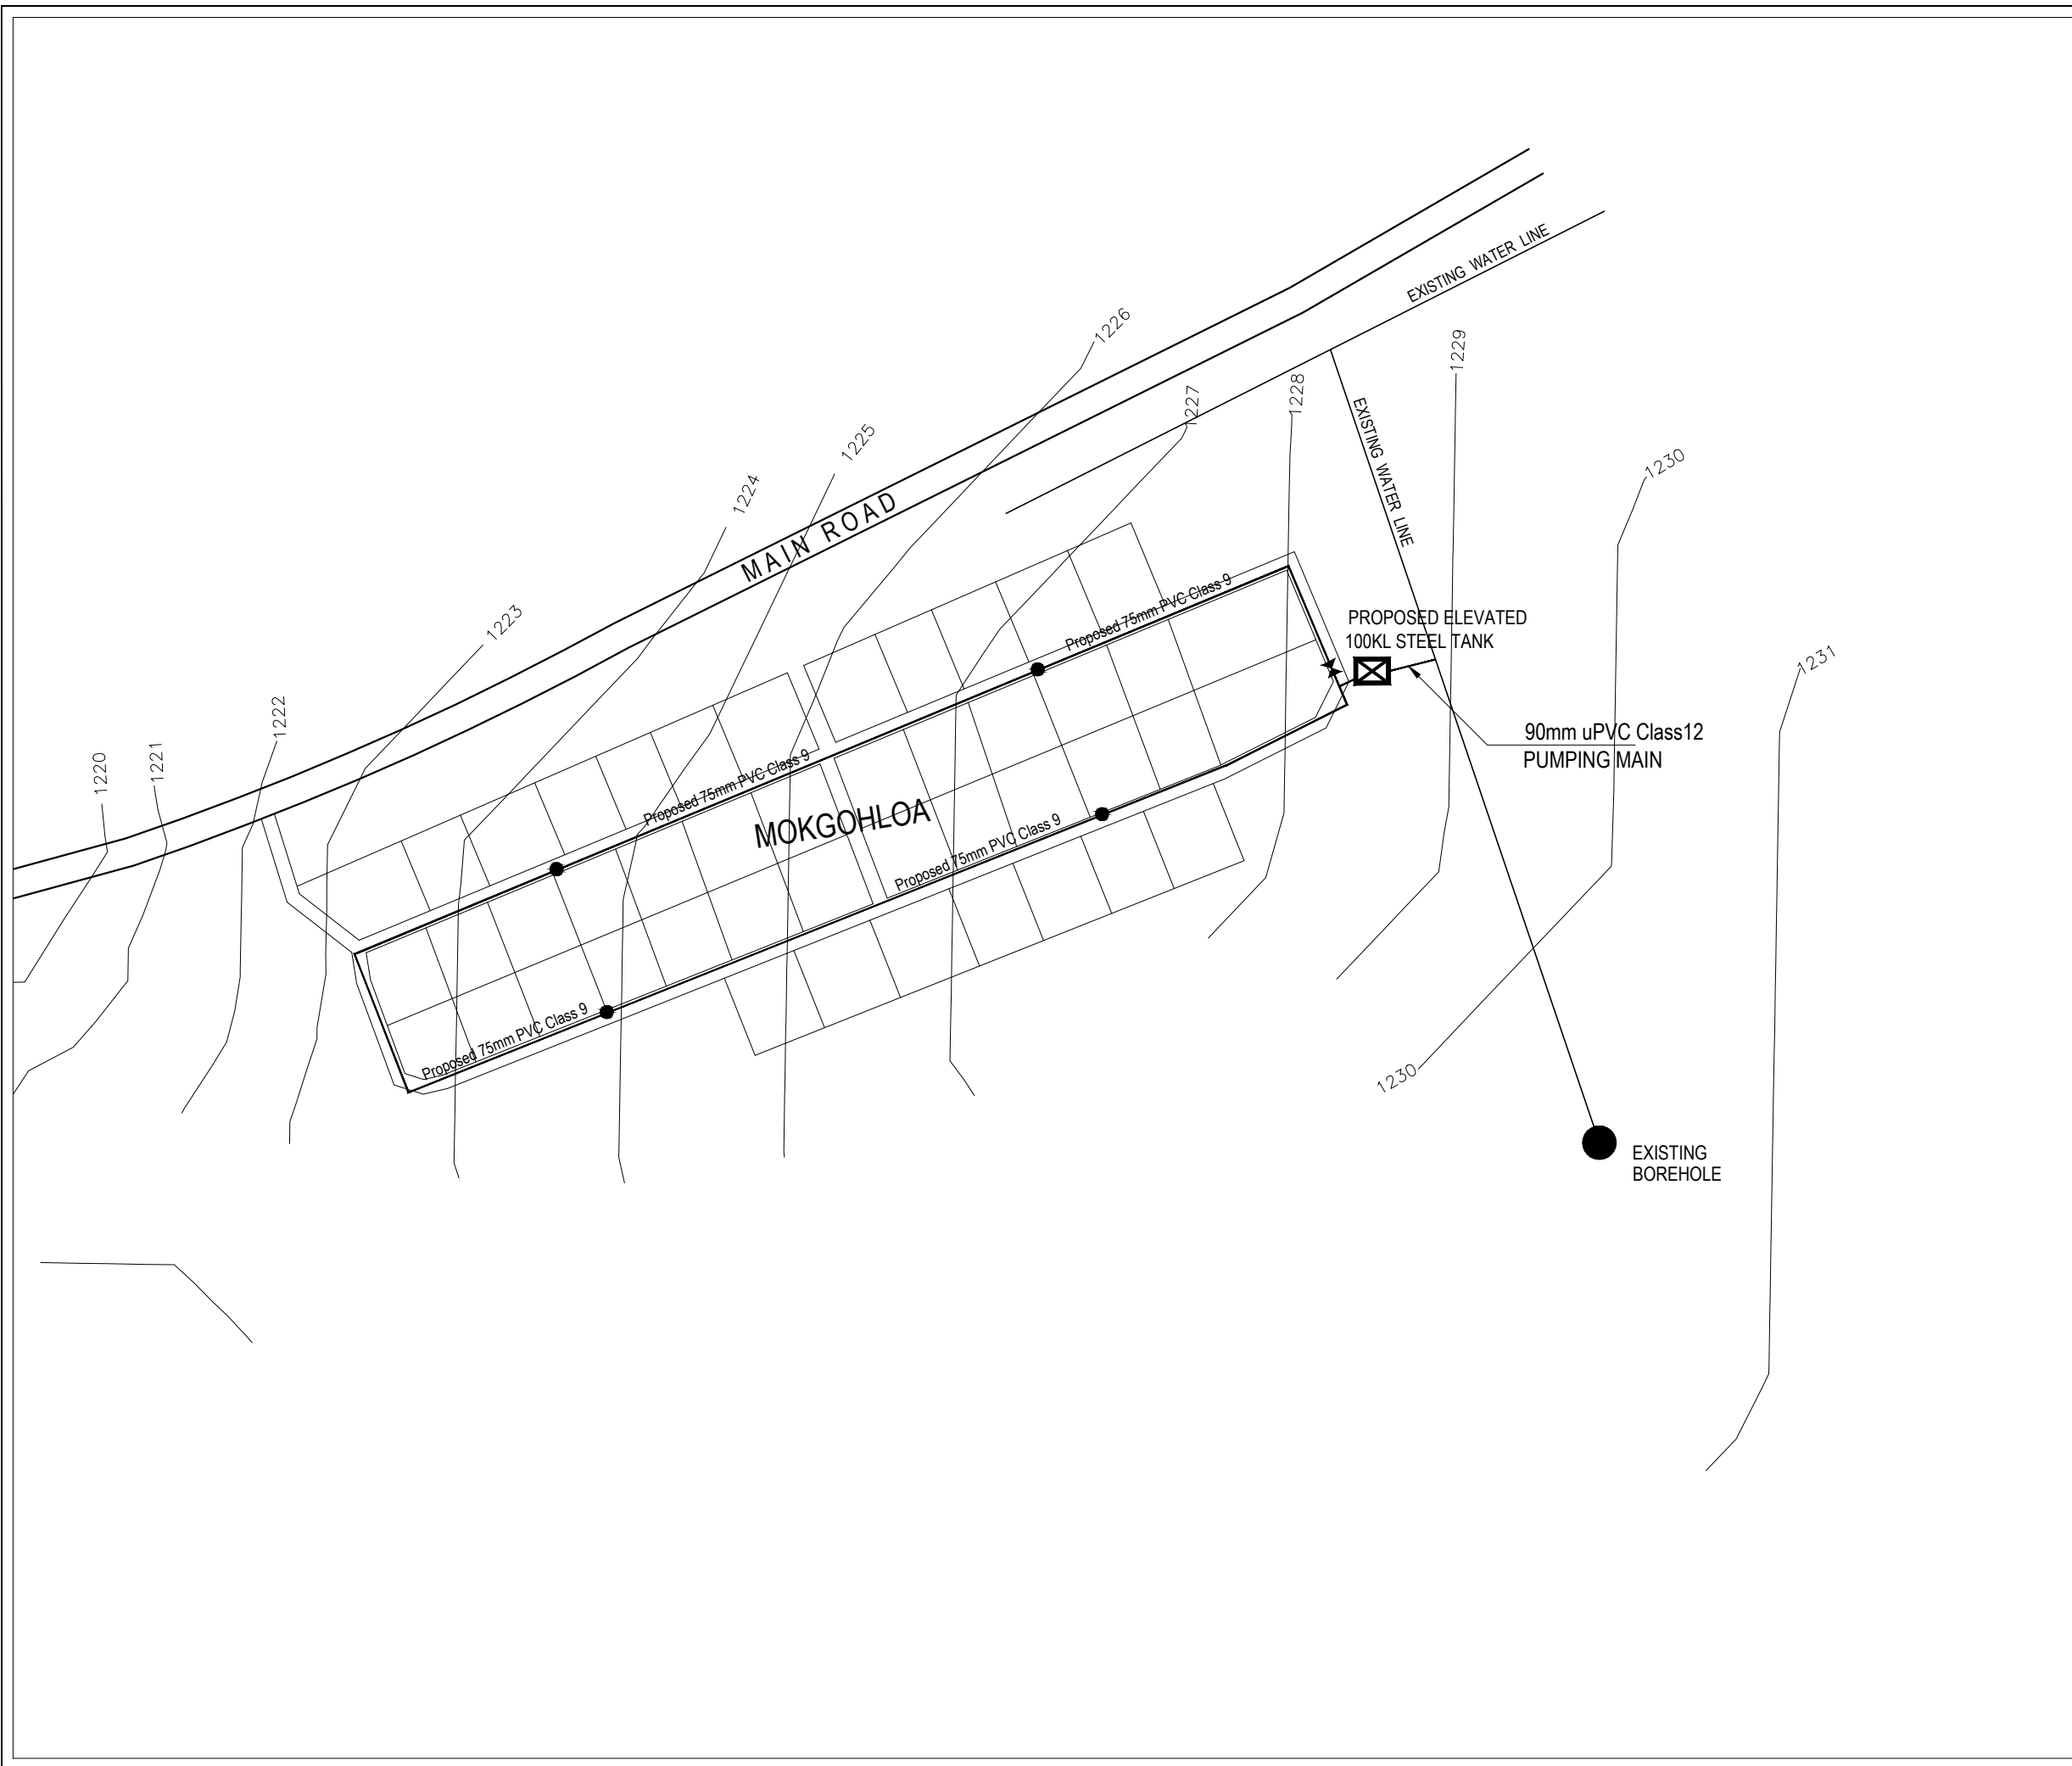 EXISTING WATER LINE
1226
1229
1227
1228
EXISTING WATER LINE
1225
1230
1224
MAIN ROAD
1223
Proposed 75mm PVC Class 9
PROPOSED ELEVATED
100KL STEEL TANK
1231
1222
1221
1220
90mm uPVC Class12
PUMPING MAIN
Proposed 75mm PVC Class 9
MOKGOHLOA
Proposed 75mm PVC Class 9
Proposed 75mm PVC Class 9
1230
EXISTING
BOREHOLE